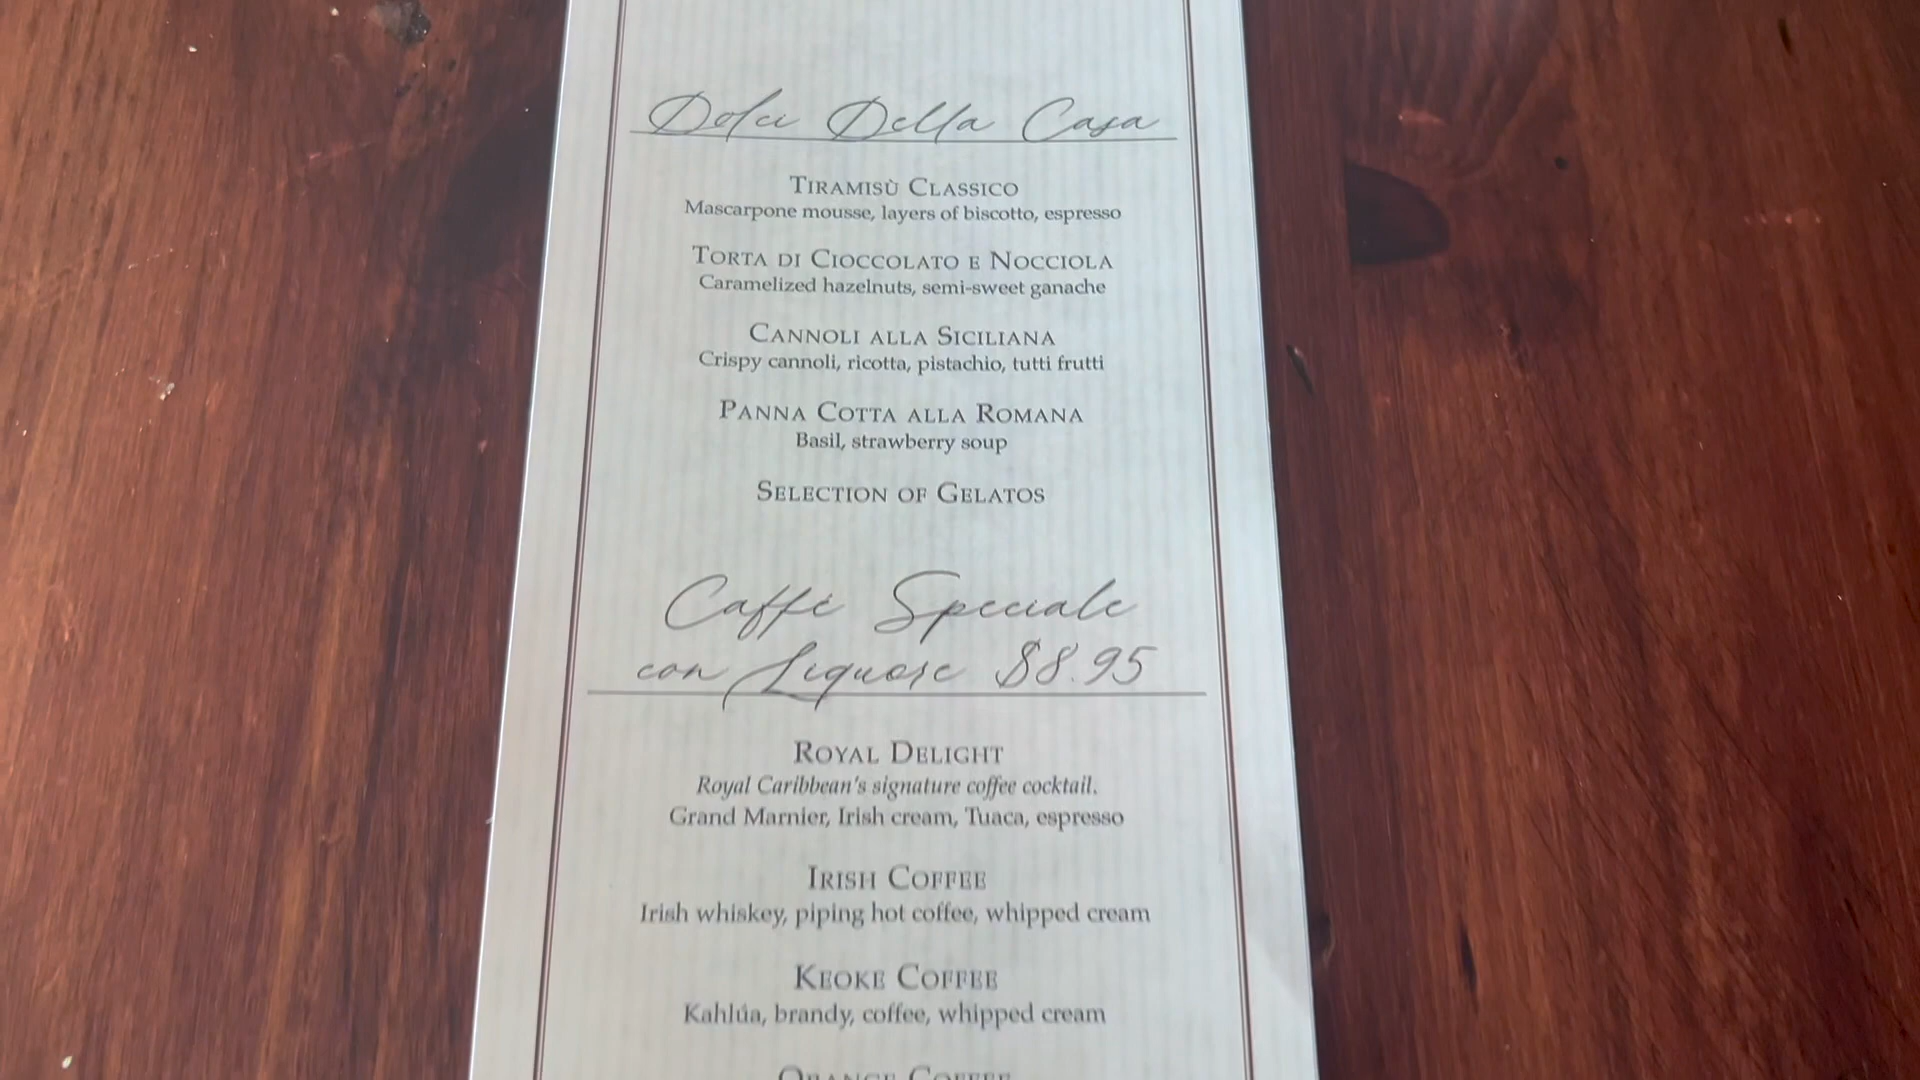 Dolci Della Casa
TIRAMISÙ CLASSICO
Mascarpone mousse, layers of biscotto, espresso
TORTA DI CIOCCOLATO E NOCCIOLA
Caramelized hazelnuts, semi-sweet ganache
CANNOLI ALLA SICILIANA
Crispy cannoli, ricotta, pistachio, tutti frutti
PANNA COTTA ALLA ROMANA
Basil, strawberry soup
SELECTION OF GELATOS
Caffè Speciale
con Liquore $8.95
ROYAL DELIGHT
Royal Caribbean's signature coffee cocktail.
Grand Marnier, Irish cream, Tuaca, espresso
IRISH COFFEE
Irish whiskey, piping hot coffee, whipped cream
KEOKE COFFEE
Kahlúa, brandy, coffee, whipped cream
ORANGE COFFEE